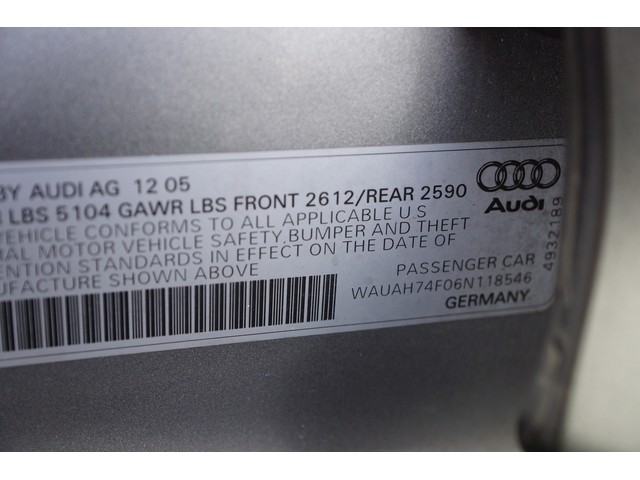 BY AUDI AG 12 05
LBS 5104 GAWR LBS FRONT 2612/REAR 2590
VEHICLE CONFORMS TO ALL APPLICABLE U S
MOTOR VEHICLE SAFETY, BUMPER AND THEFT
STANDARDS IN EFFECT ON THE DATE OF
SHOWN ABOVE
Audi
4932189
PASSENGER CAR
WAUAH74F06N118546
GERMANY